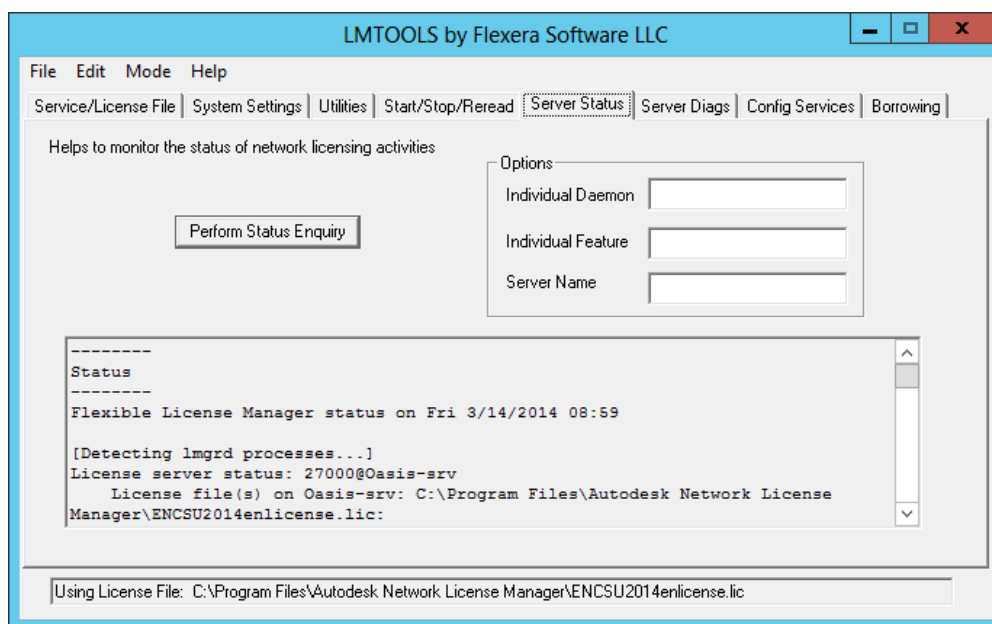 LMTOOLS by Flexera Software LLC
File Edit Mode Help
Service/License File System Settings Utilities Start/Stop/Reread Server Status Server Diags Config Services Borrowing
Helps to monitor the status of network licensing activities
Options
Individual Daemon
Perform Status Enquiry
Individual Feature
Server Name
--------
Status
--------
Flexible License Manager status on Fri 3/14/2014 08:59
[Detecting lmgrd processes...]
License server status: 27000@Oasis-srv
License file(s) on Oasis-srv: C:\Program Files\Autodesk Network License
Manager\ENCSU2014enlicense.lic:
Using License File: C:\Program Files\Autodesk Network License Manager\ENCSU2014enlicense.lic